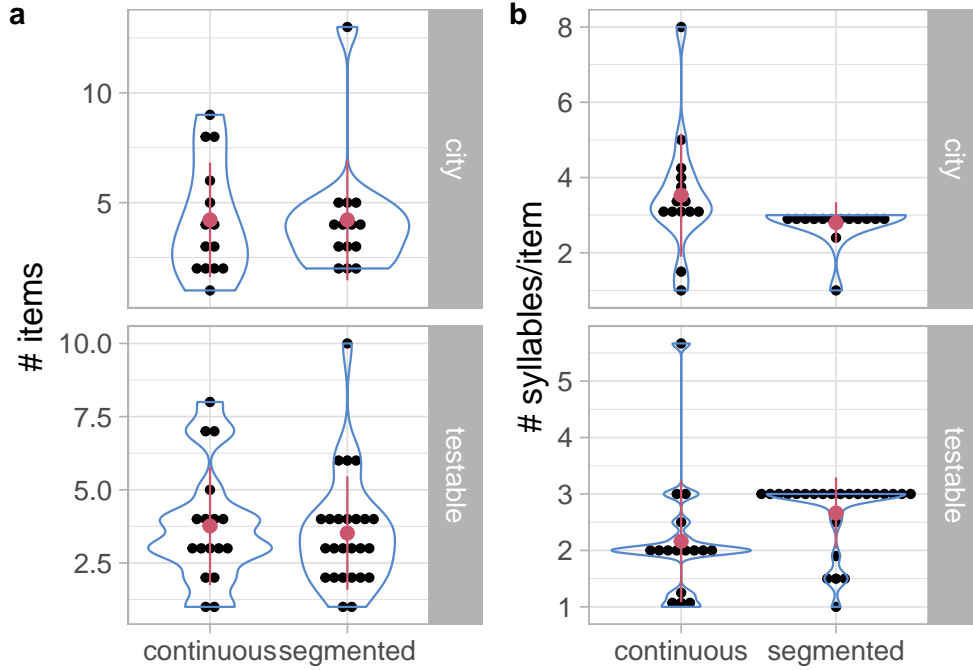 a
b
# items
10
5
city
10.0
7.5
5.0
2.5
testable
continuous segmented
# syllables/item
8
6
4
2
city
5
4
3
2
1
testable
continuous segmented